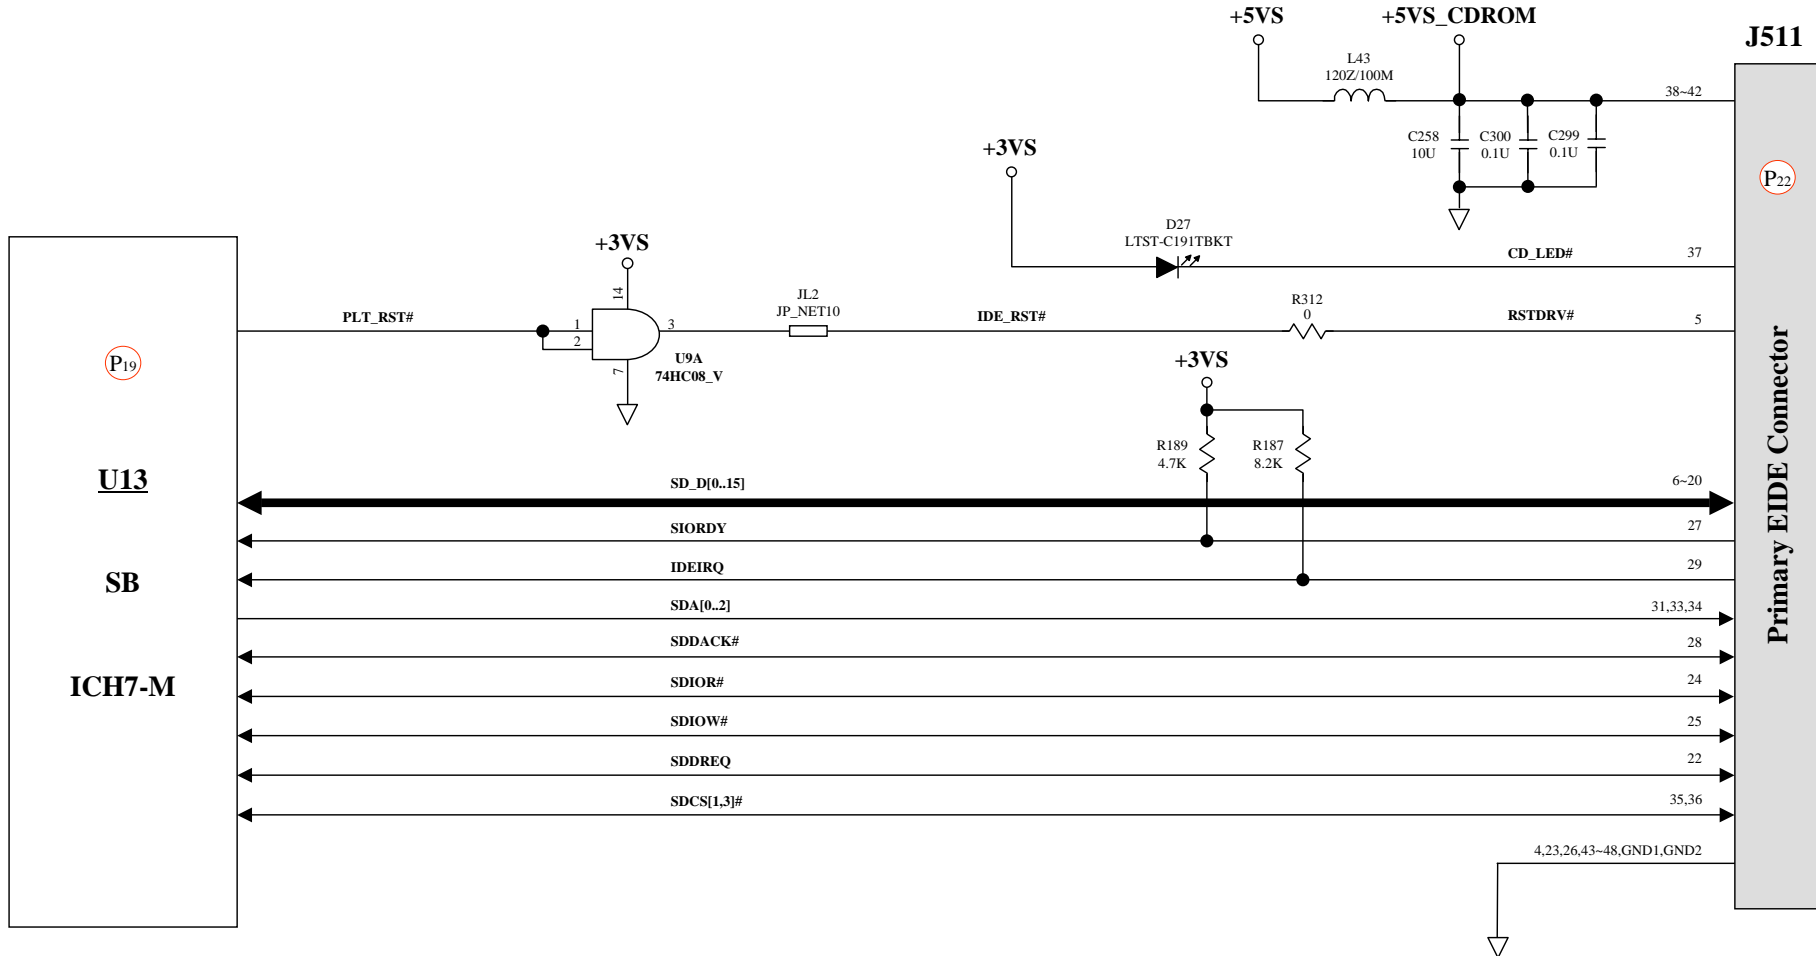 +5VS
+5VS_CDROM
J511
L43
120Z/100M
38~42
C258
10U
C300
0.1U
C299
0.1U
+3VS
P22
D27
LTST-C191TBKT
CD_LED#
37
+3VS
14
JL2
JP_NET10
R312
0
PLT_RST#
1
2
3
IDE_RST#
RSTDRV#
5
P19
7
U9A
74HC08_V
+3VS
R189
4.7K
R187
8.2K
U13
SD_D[0..15]
6~20
SIORDY
27
IDEIRQ
29
SB
SDA[0..2]
31,33,34
SDDACK#
28
ICH7-M
SDIOR#
24
SDIOW#
25
SDDREQ
22
SDCS[1,3]#
35,36
4,23,26,43~48,GND1,GND2
Primary EIDE Connector